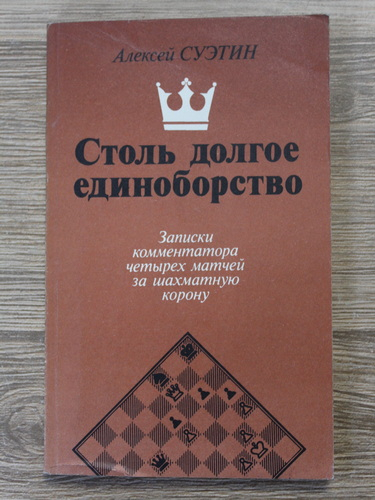 Алексей СУЭТИН
Столь долгое
единоборство
Записки
комментатора
четырех матчей
за шахматную
корону